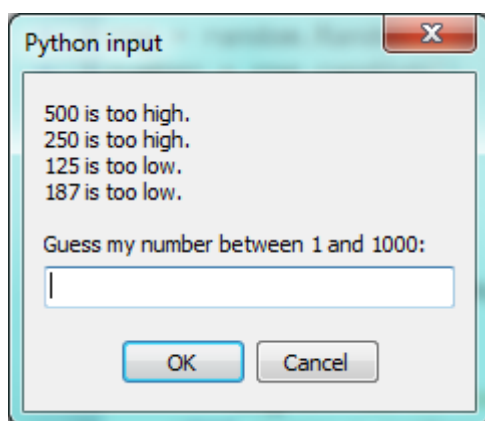 Python input
500 is too high.
250 is too high.
125 is too low.
187 is too low.
Guess my number between 1 and 1000:
OK
Cancel